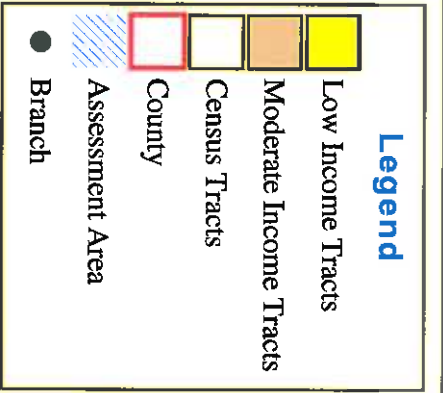 Legend
Low Income Tracts
Moderate Income Tracts
Census Tracts
County
Assessment Area
Branch